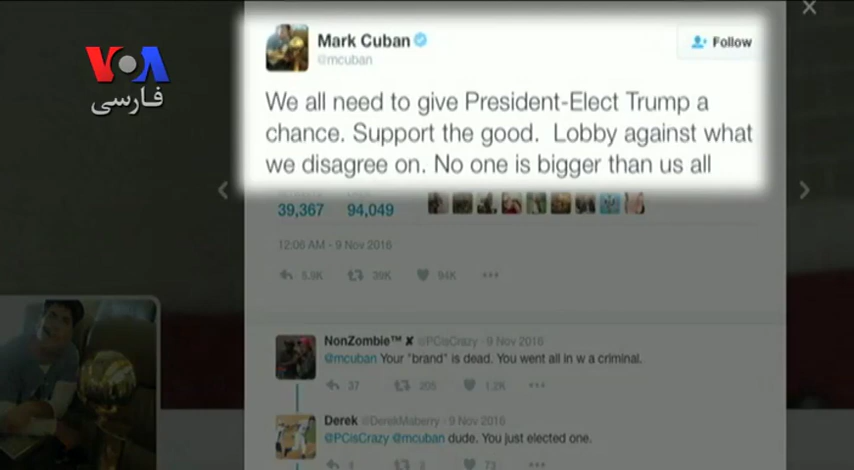 VOA
فارسی
Mark Cuban
@mcuban
Follow
We all need to give President-Elect Trump a
chance. Support the good. Lobby against what
we disagree on. No one is bigger than us all
39,367 94,049
12:06 AM - 9 Nov 2016
39K 94K
NonZombie™ ✘ @PCisCrazy · 9 Nov 2016
@mcuban Your "brand" is dead. You went all in w a criminal.
37 205 1.2K
Derek @DerekMaberry · 9 Nov 2016
@PCisCrazy @mcuban dude. You just elected one.
73